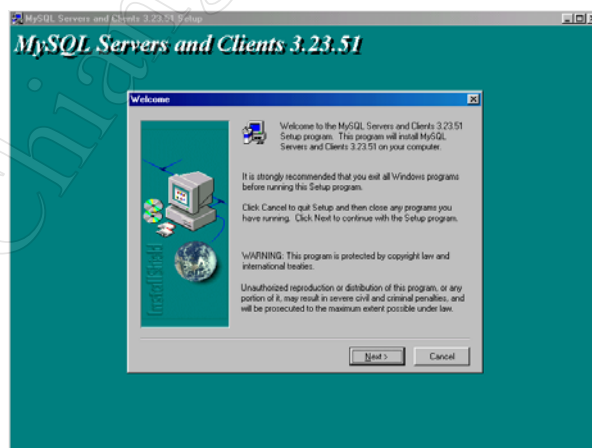 MySQL Servers and Clients 3.23.51 Setup
MySQL Servers and Clients 3.23.51
Welcome
Welcome to the MySQL Servers and Clients 3.23.51
Setup program. This program will install MySQL
Servers and Clients 3.23.51 on your computer.
It is strongly recommended that you exit all Windows programs
before running this Setup program.
Click Cancel to quit Setup and then close any programs you
have running. Click Next to continue with the Setup program.
WARNING: This program is protected by copyright law and
international treaties.
Unauthorized reproduction or distribution of this program, or any
portion of it, may result in severe civil and criminal penalties, and
will be prosecuted to the maximum extent possible under law.
InstallShield
Next >
Cancel